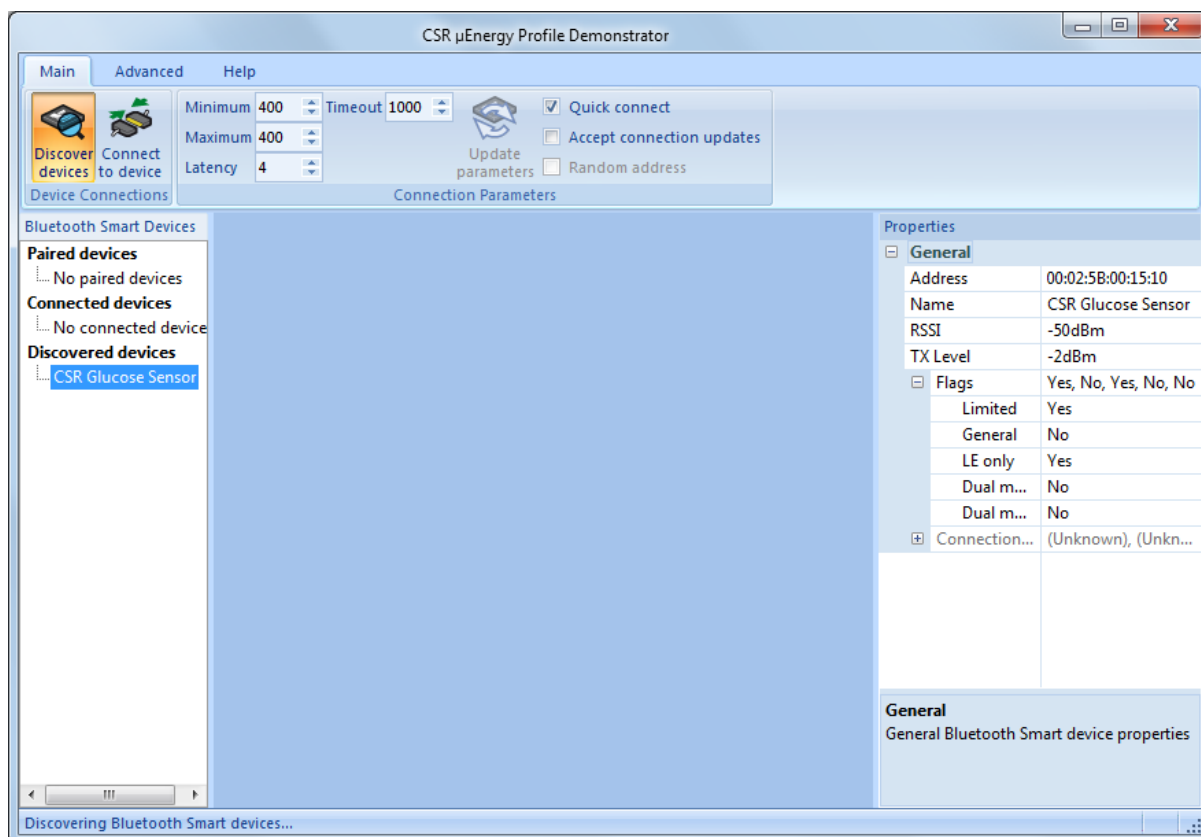 CSR µEnergy Profile Demonstrator
Main Advanced Help
Discover devices
Connect to device
Device Connections
Minimum 400 Timeout 1000
Maximum 400
Latency 4
Update parameters
Quick connect
Accept connection updates
Random address
Connection Parameters
Bluetooth Smart Devices
Paired devices
No paired devices
Connected devices
No connected device
Discovered devices
CSR Glucose Sensor
Properties
General
Address 00:02:5B:00:15:10
Name CSR Glucose Sensor
RSSI -50dBm
TX Level -2dBm
Flags Yes, No, Yes, No, No
Limited Yes
General No
LE only Yes
Dual m... No
Dual m... No
Connection... (Unknown), (Unkn...
General
General Bluetooth Smart device properties
Discovering Bluetooth Smart devices...